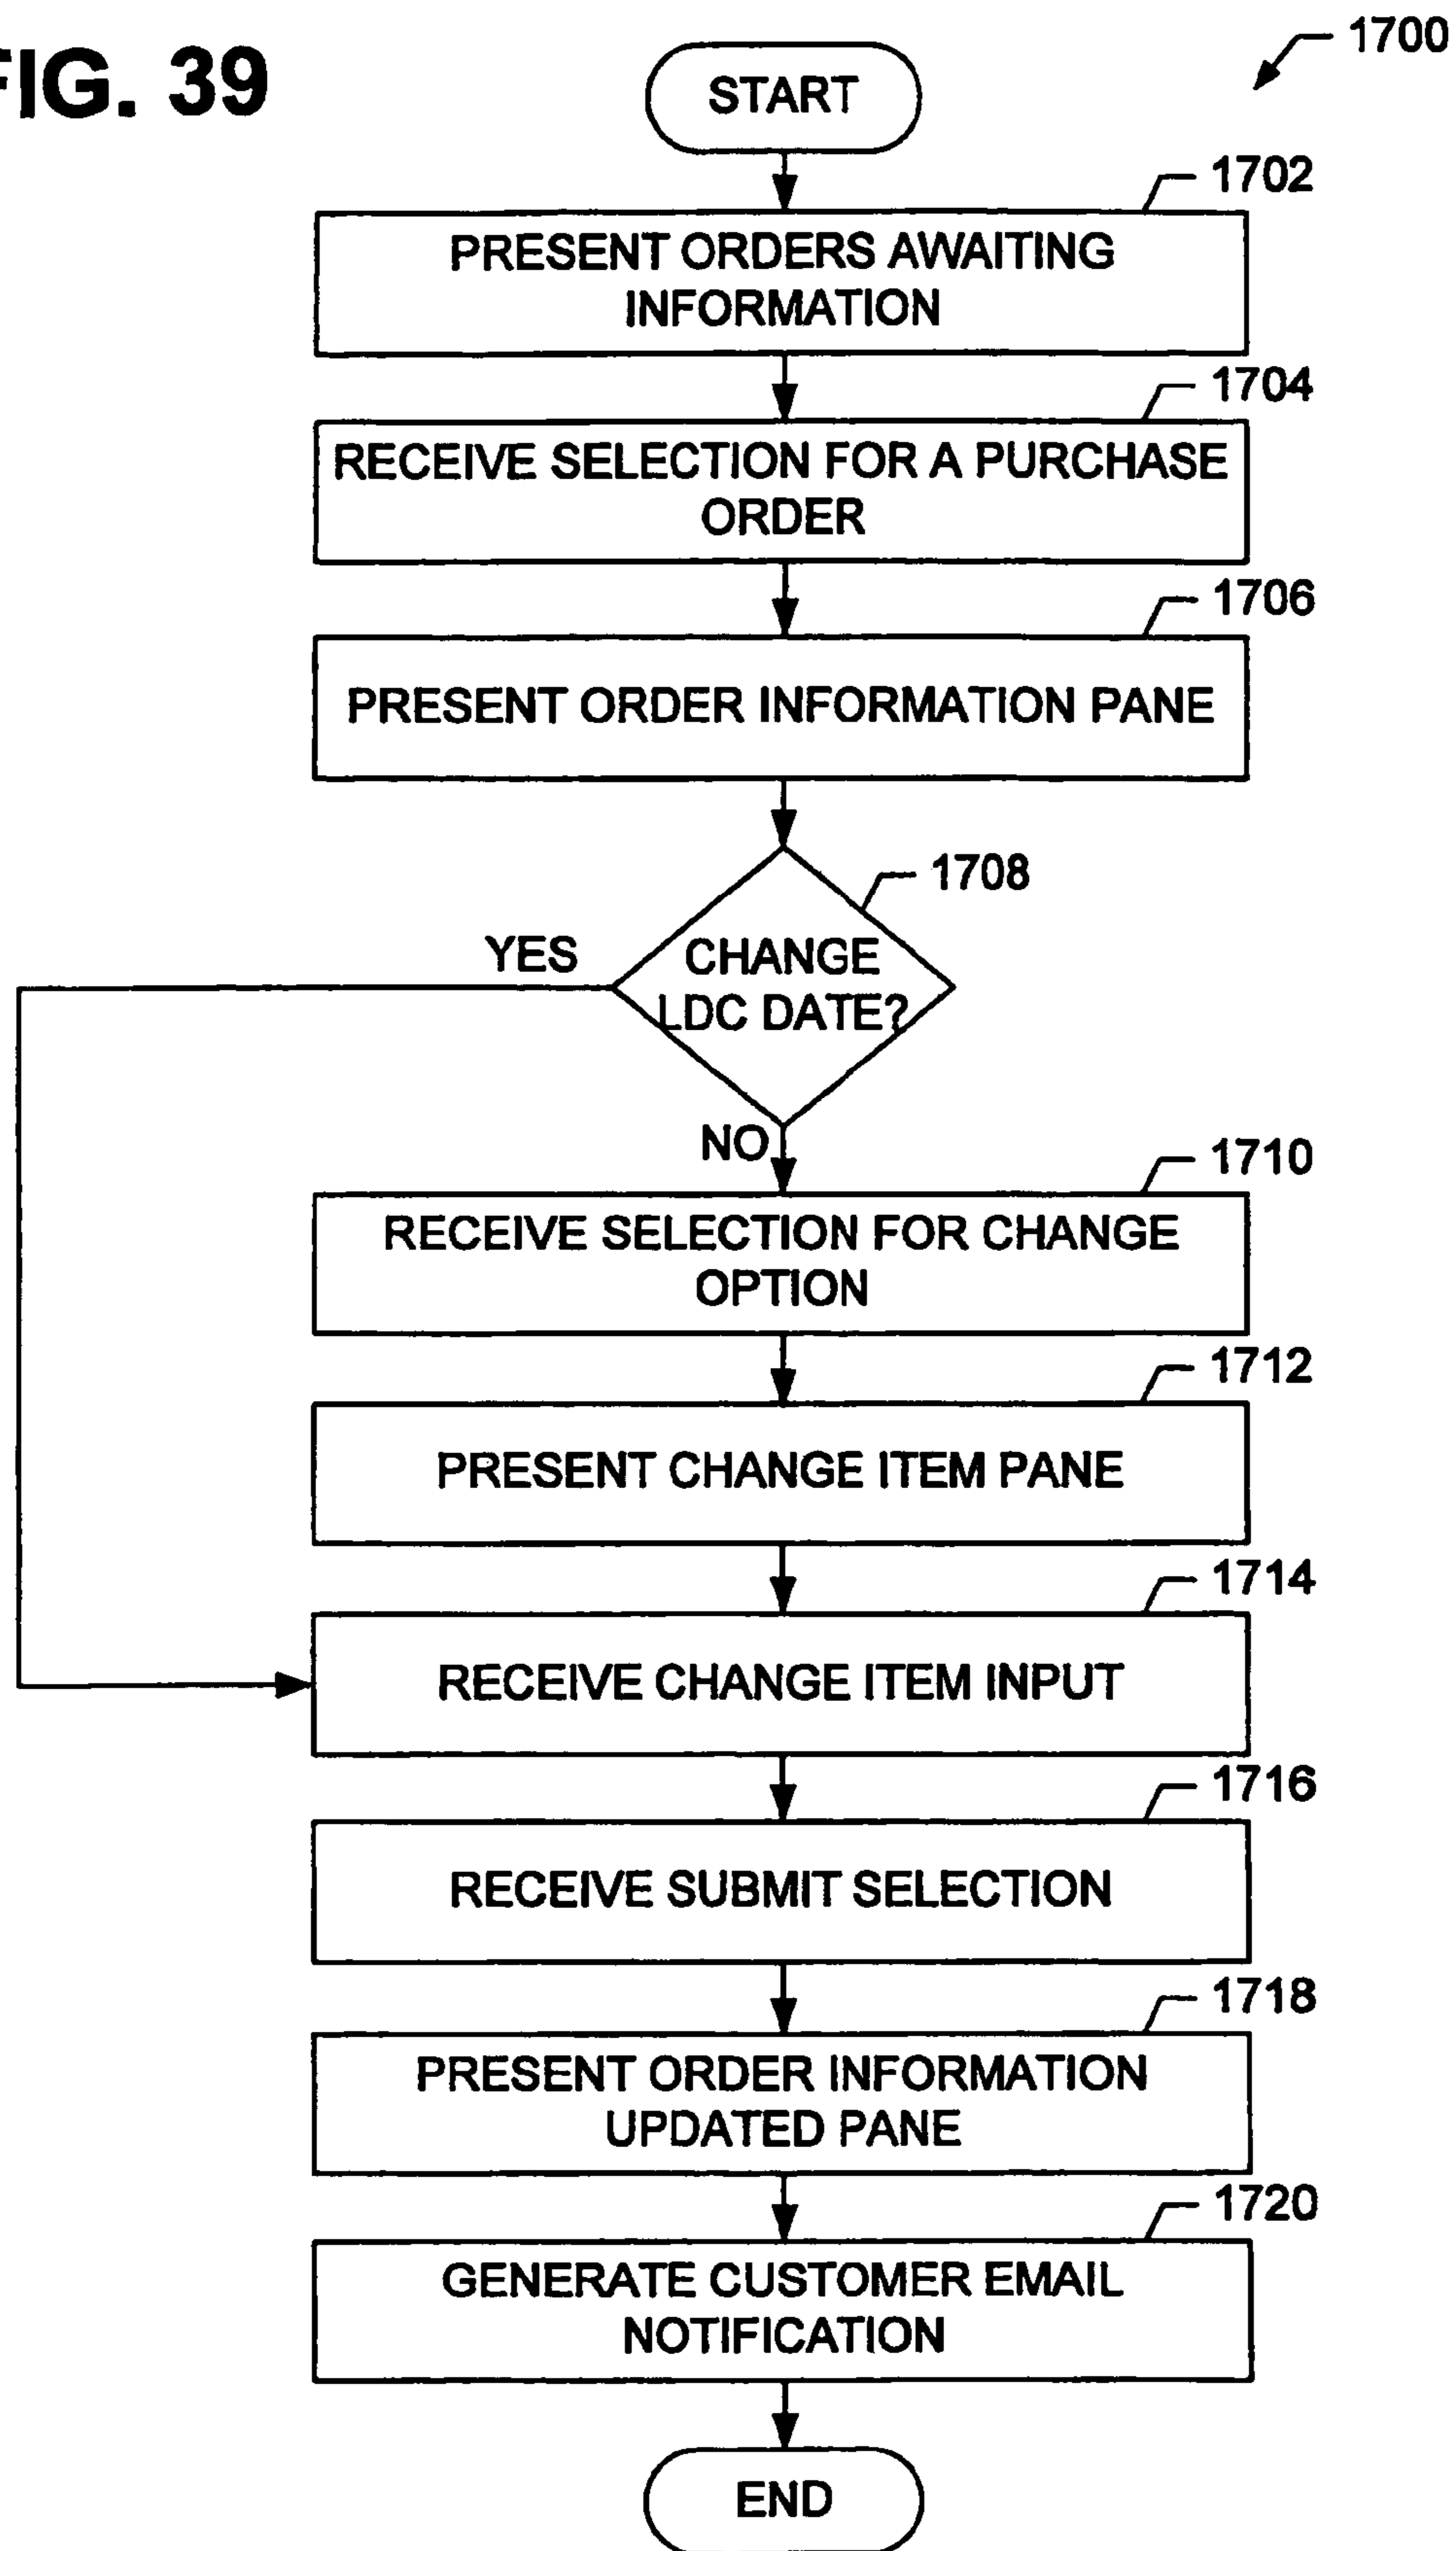 FIG. 39
1700
START
1702
PRESENT ORDERS AWAITING
INFORMATION
1704
RECEIVE SELECTION FOR A PURCHASE
ORDER
1706
PRESENT ORDER INFORMATION PANE
1708
YES
CHANGE
LDC DATE?
NO
1710
RECEIVE SELECTION FOR CHANGE
OPTION
1712
PRESENT CHANGE ITEM PANE
1714
RECEIVE CHANGE ITEM INPUT
1716
RECEIVE SUBMIT SELECTION
1718
PRESENT ORDER INFORMATION
UPDATED PANE
1720
GENERATE CUSTOMER EMAIL
NOTIFICATION
END